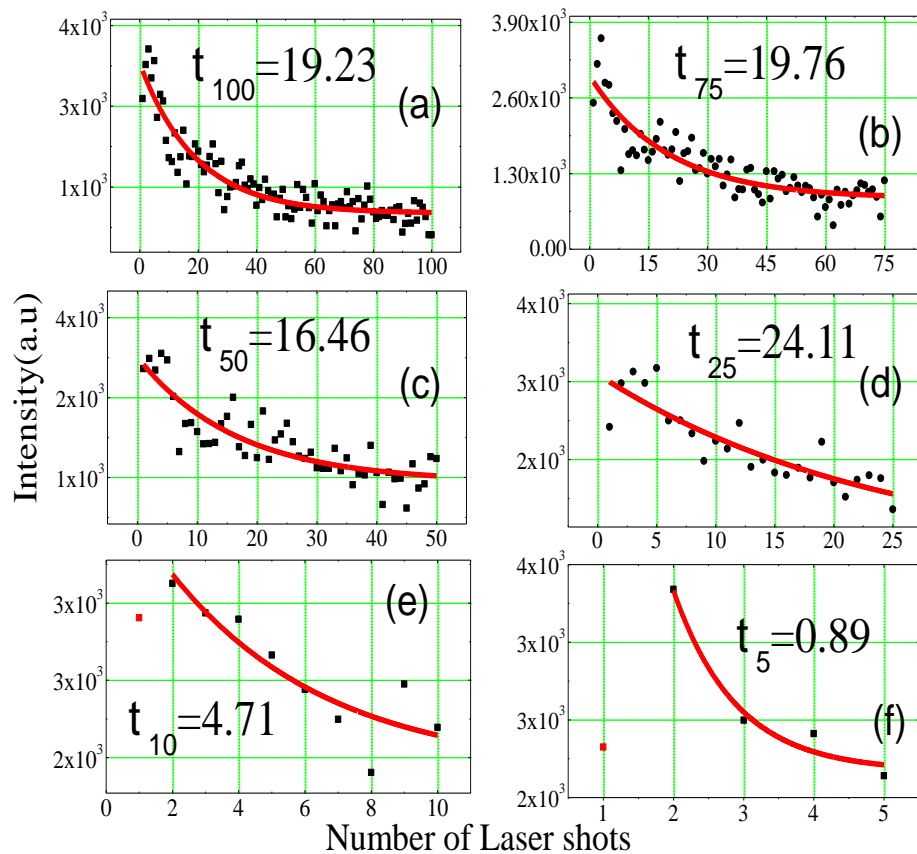 4x10³
3x10³
1x10³
t₁₀₀=19.23
(a)
0 20 40 60 80 100
3.90x10³
2.60x10³
1.30x10³
0.00
t₇₅=19.76
(b)
0 15 30 45 60 75
Intensity(a.u)
4x10³
2x10³
1x10³
t₅₀=16.46
(c)
0 10 20 30 40 50
4x10³
3x10³
2x10³
t₂₅=24.11
(d)
0 5 10 15 20 25
3x10³
3x10³
2x10³
t₁₀=4.71
(e)
0 2 4 6 8 10
4x10³
3x10³
3x10³
2x10³
t₅=0.89
(f)
1 2 3 4 5
Number of Laser shots